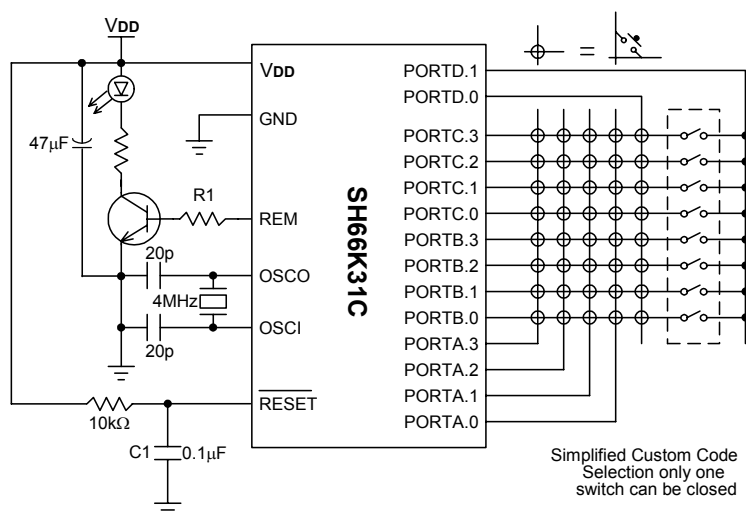 VDD
47µF
R1
20p
4MHz
20p
10kΩ
C1
0.1µF
VDD
GND
REM
OSCO
OSCI
RESET
SH66K31C
PORTD.1
PORTD.0
PORTC.3
PORTC.2
PORTC.1
PORTC.0
PORTB.3
PORTB.2
PORTB.1
PORTB.0
PORTA.3
PORTA.2
PORTA.1
PORTA.0
=
Simplified Custom Code
Selection only one
switch can be closed